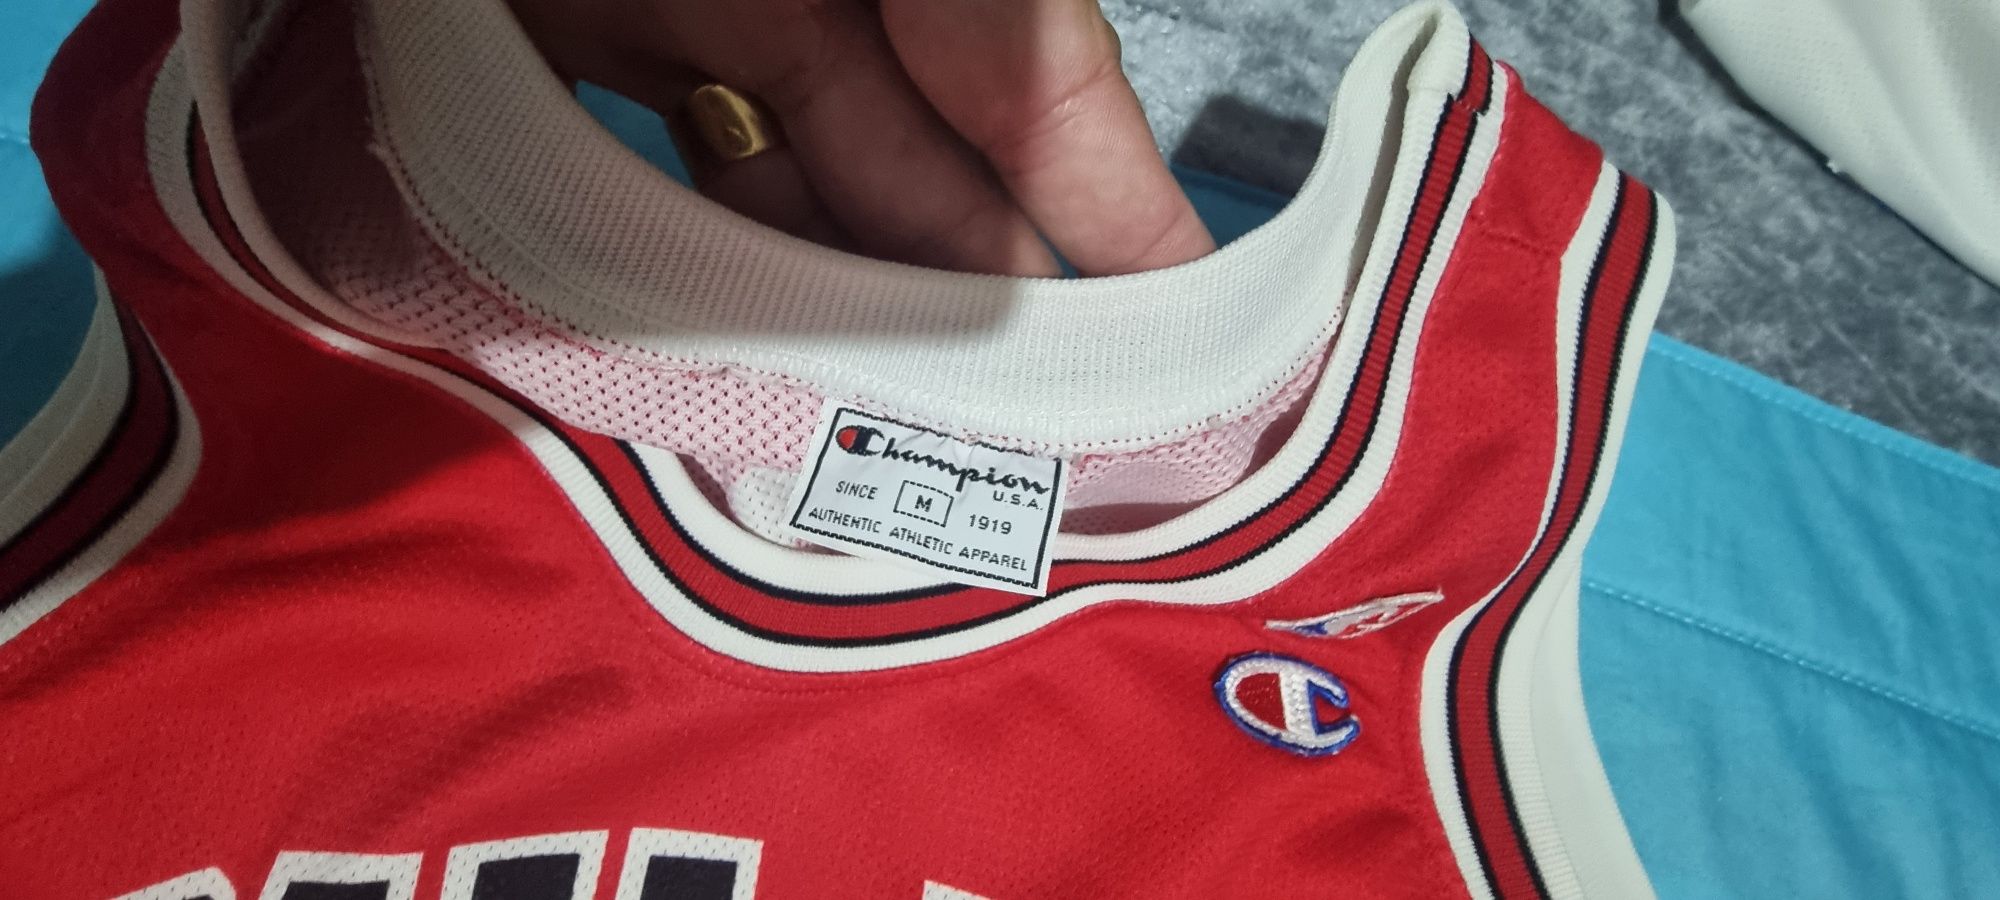 Champion
U.S.A.
SINCE M 1919
AUTHENTIC ATHLETIC APPAREL